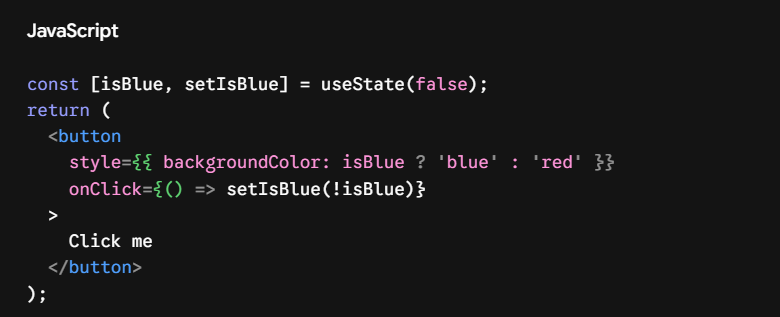 JavaScript
const [isBlue, setIsBlue] = useState(false);
return (
  <button
    style={{ backgroundColor: isBlue ? 'blue' : 'red' }}
    onClick={() => setIsBlue(!isBlue)}
  >
    Click me
  </button>
);